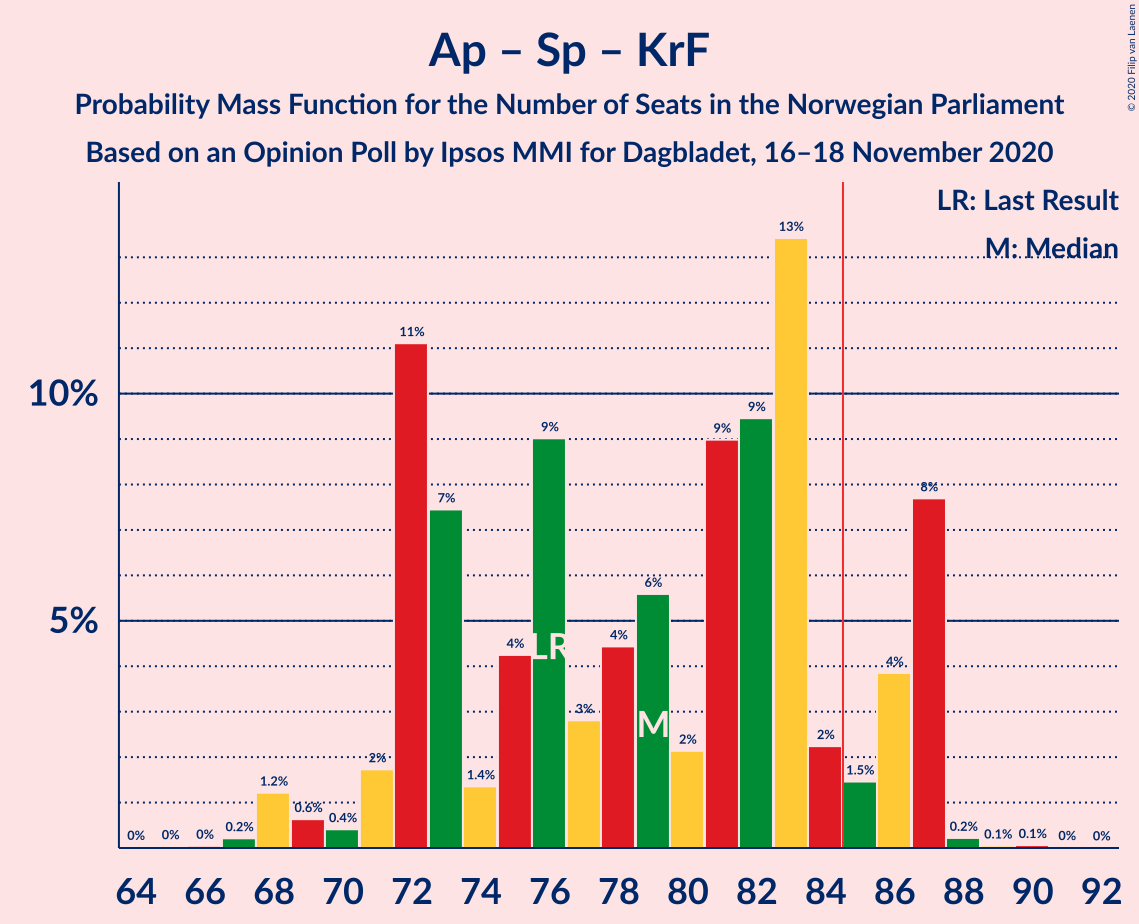 © 2020 Filip van Laenen
Ap – Sp – KrF
Probability Mass Function for the Number of Seats in the Norwegian Parliament
Based on an Opinion Poll by Ipsos MMI for Dagbladet, 16–18 November 2020
LR: Last Result
M: Median
10%
5%
0% 0% 0% 0.2% 1.2% 0.6% 0.4% 2% 11% 7% 1.4% 4% 9% 3% 4% 6% 2% 9% 9% 13% 2% 1.5% 4% 8% 0.2% 0.1% 0.1% 0% 0%
LR
M
64 66 68 70 72 74 76 78 80 82 84 86 88 90 92